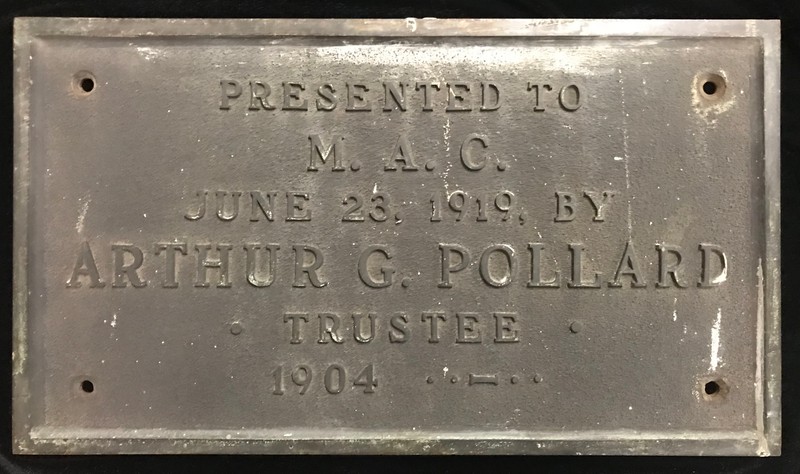 PRESENTED TO
M. A. C.
JUNE 23, 1919, BY
ARTHUR G. POLLARD
· TRUSTEE ·
1904 ··—··